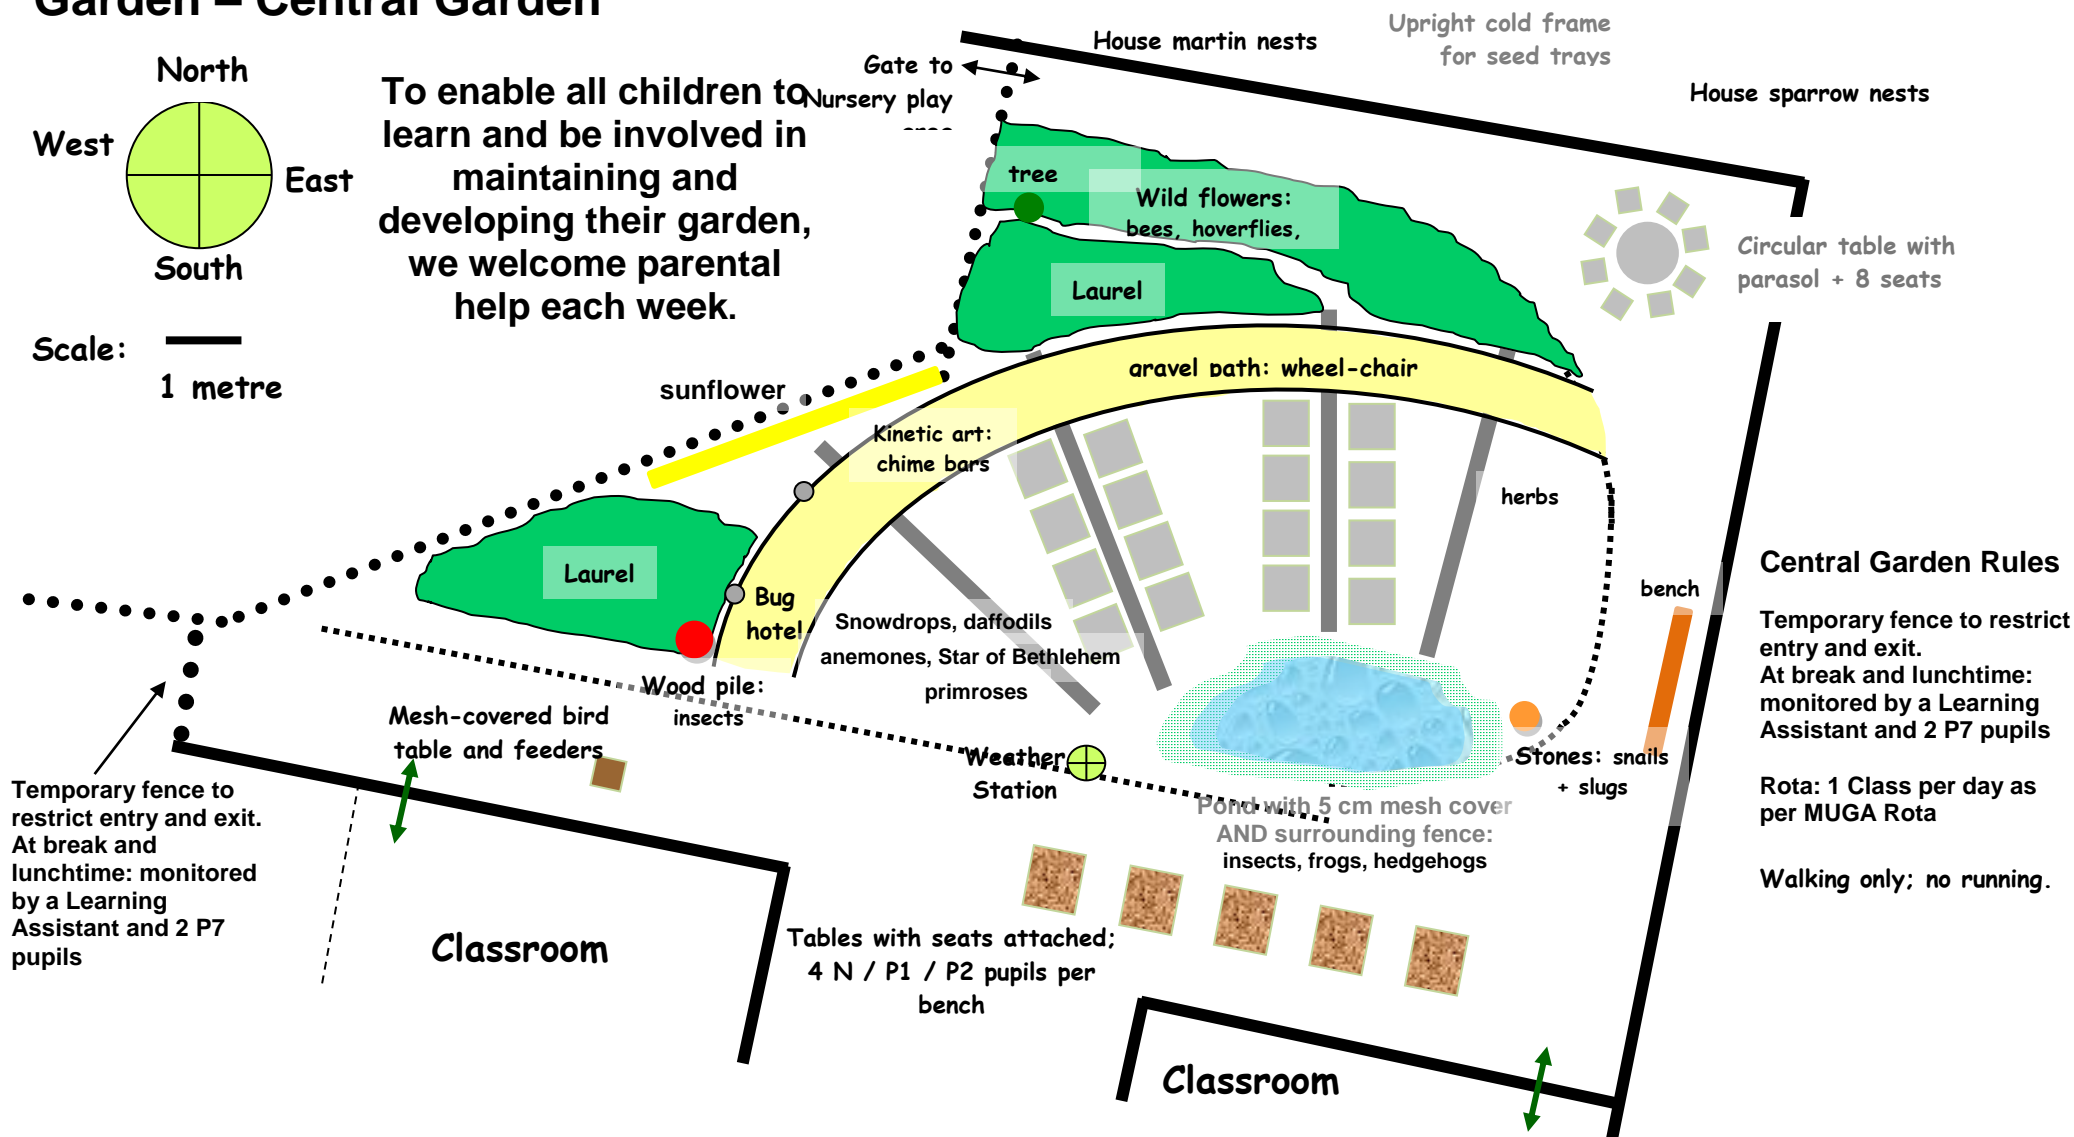 Garden – Central Garden
North
West
East
South
Scale:
1 metre
To enable all children to
learn and be involved in
maintaining and
developing their garden,
we welcome parental
help each week.
Gate to
Nursery play
House martin nests
Upright cold frame
for seed trays
House sparrow nests
tree
Wild flowers:
bees, hoverflies,
Laurel
Circular table with
parasol + 8 seats
gravel path: wheel-chair
sunflower
Kinetic art:
chime bars
herbs
Laurel
Bug
hotel
Snowdrops, daffodils
anemones, Star of Bethlehem
primroses
bench
Wood pile:
insects
Mesh-covered bird
table and feeders
Weather
Station
Stones: snails
+ slugs
Pond with 5 cm mesh cover
AND surrounding fence:
insects, frogs, hedgehogs
Temporary fence to
restrict entry and exit.
At break and
lunchtime: monitored
by a Learning
Assistant and 2 P7
pupils
Classroom
Tables with seats attached;
4 N / P1 / P2 pupils per
bench
Classroom
Central Garden Rules
Temporary fence to restrict
entry and exit.
At break and lunchtime:
monitored by a Learning
Assistant and 2 P7 pupils
Rota: 1 Class per day as
per MUGA Rota
Walking only; no running.